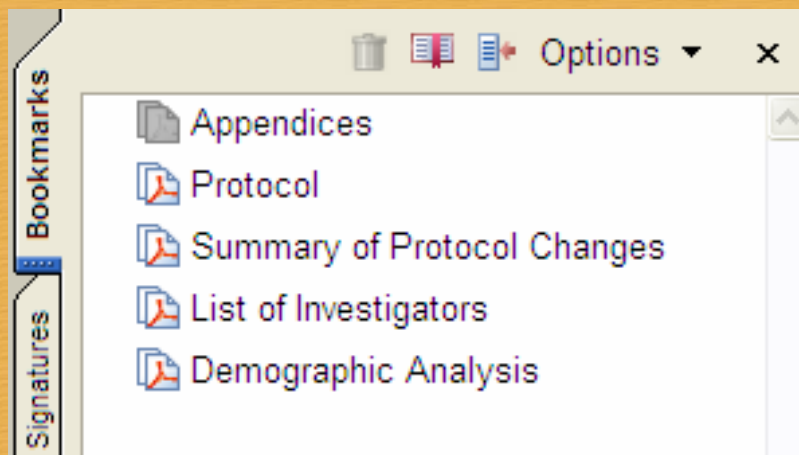 Options
Bookmarks
Appendices
Protocol
Summary of Protocol Changes
List of Investigators
Demographic Analysis
Signatures